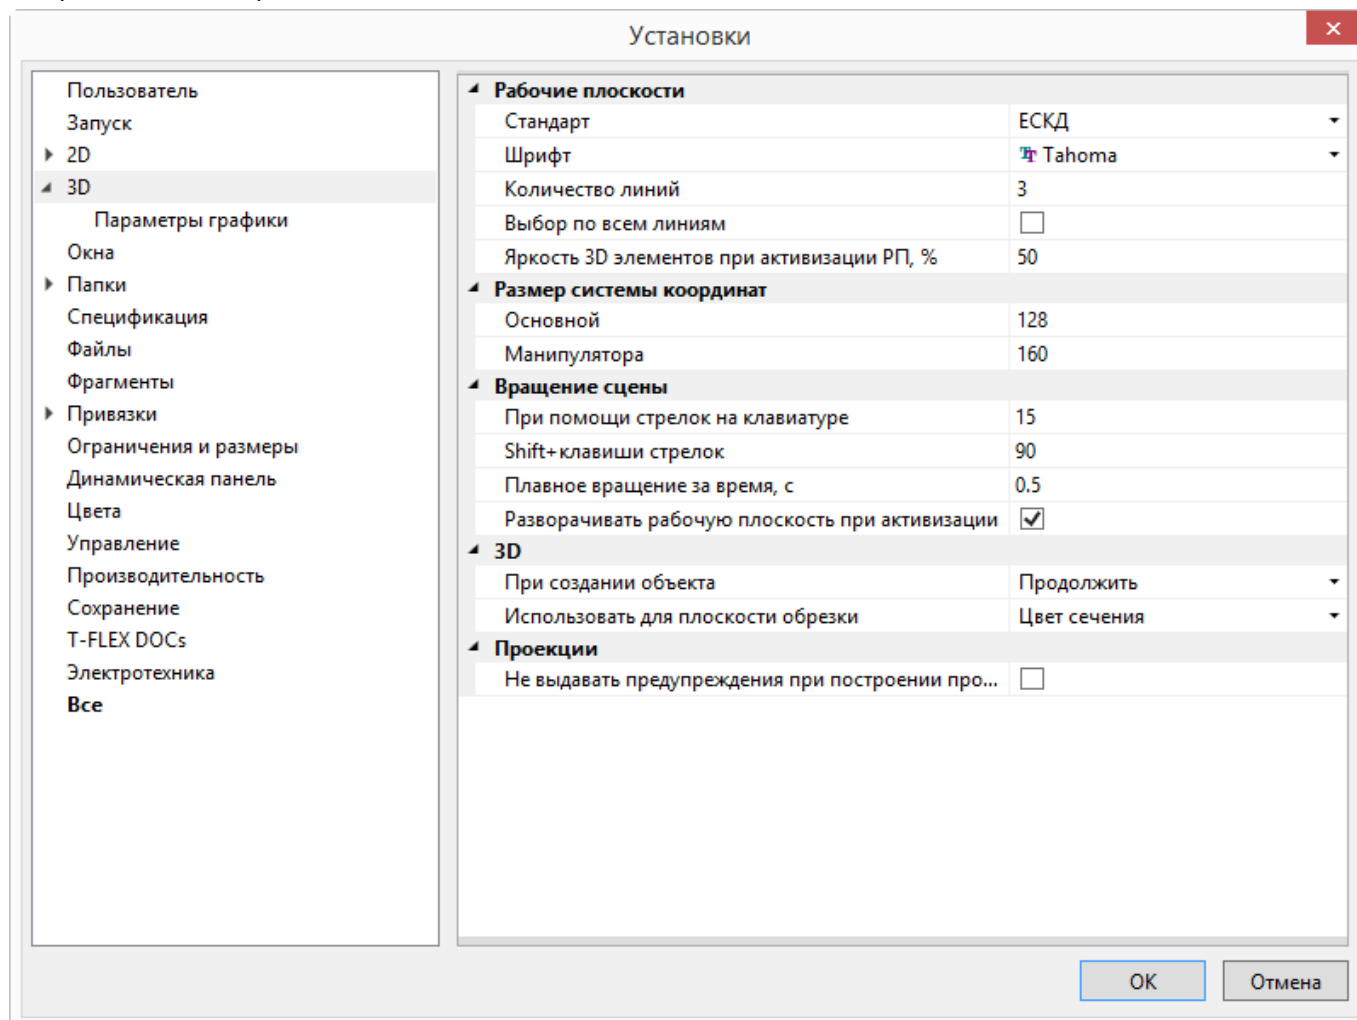 Установки
Пользователь
Запуск
2D
3D
Параметры графики
Окна
Папки
Спецификация
Файлы
Фрагменты
Привязки
Ограничения и размеры
Динамическая панель
Цвета
Управление
Производительность
Сохранение
T-FLEX DOCs
Электротехника
Все
Рабочие плоскости
Стандарт ЕСКД
Шрифт Tahoma
Количество линий 3
Выбор по всем линиям
Яркость 3D элементов при активизации РП, % 50
Размер системы координат
Основной 128
Манипулятора 160
Вращение сцены
При помощи стрелок на клавиатуре 15
Shift+клавиши стрелок 90
Плавное вращение за время, с 0.5
Разворачивать рабочую плоскость при активизации
3D
При создании объекта Продолжить
Использовать для плоскости обрезки Цвет сечения
Проекции
Не выдавать предупреждения при построении про...
ОК Отмена